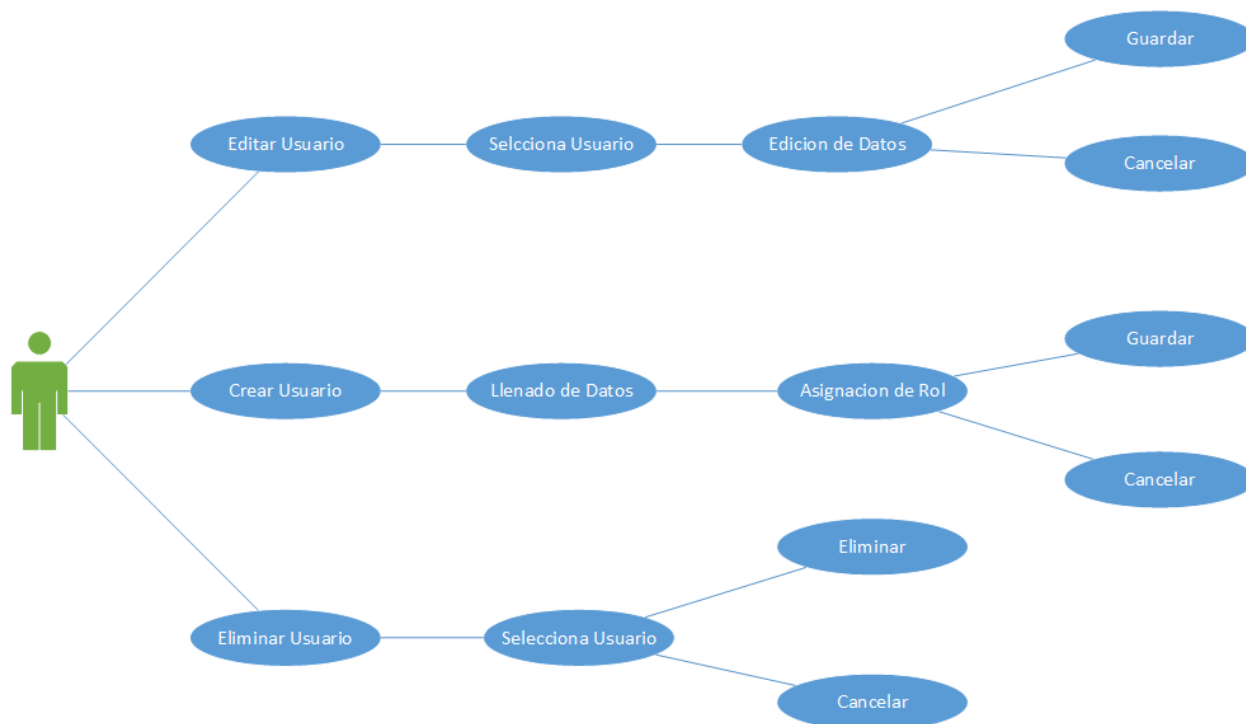 Guardar
Editar Usuario
Selcciona Usuario
Edicion de Datos
Cancelar
Guardar
Crear Usuario
Llenado de Datos
Asignacion de Rol
Cancelar
Eliminar
Eliminar Usuario
Selecciona Usuario
Cancelar